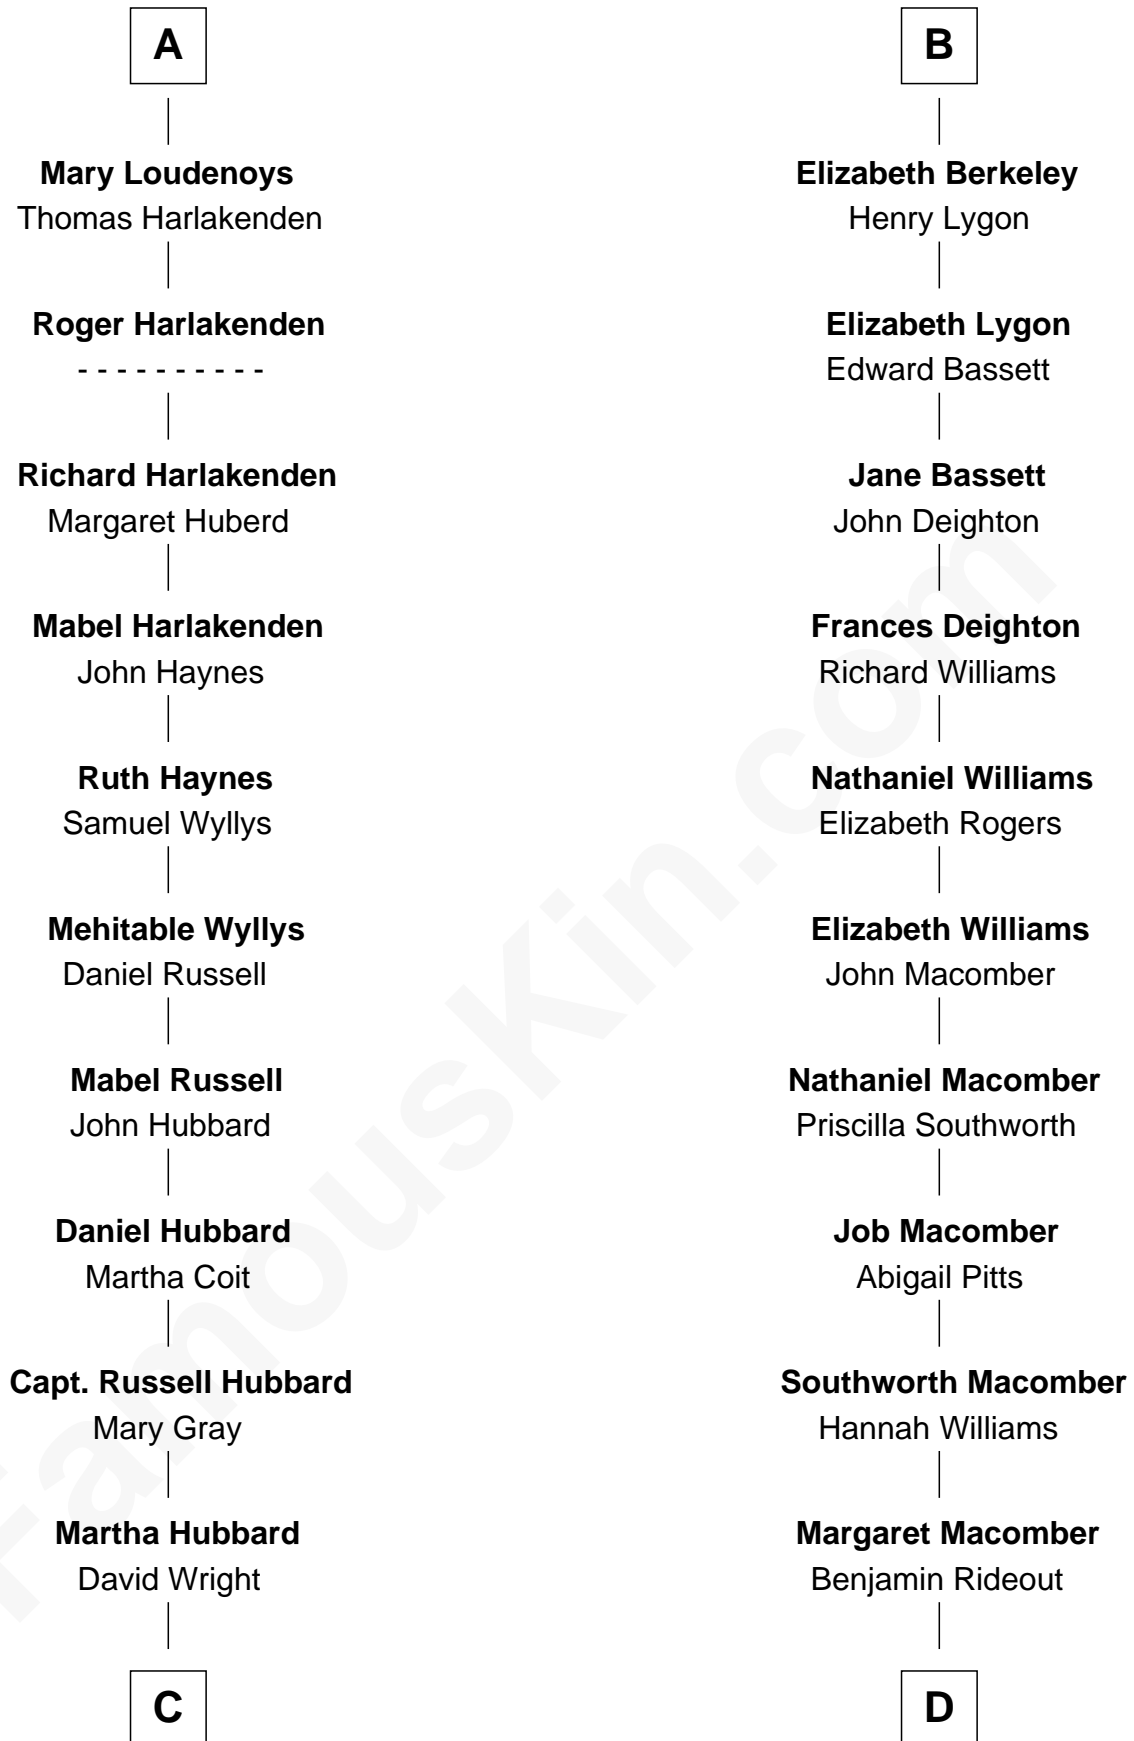 A
Mary Loudenoys
Thomas Harlakenden
Roger Harlakenden
- - - - - - - - - -
Richard Harlakenden
Margaret Huberd
Mabel Harlakenden
John Haynes
Ruth Haynes
Samuel Wyllys
Mehitable Wyllys
Daniel Russell
Mabel Russell
John Hubbard
Daniel Hubbard
Martha Coit
Capt. Russell Hubbard
Mary Gray
Martha Hubbard
David Wright
C
B
Elizabeth Berkeley
Henry Lygon
Elizabeth Lygon
Edward Bassett
Jane Bassett
John Deighton
Frances Deighton
Richard Williams
Nathaniel Williams
Elizabeth Rogers
Elizabeth Williams
John Macomber
Nathaniel Macomber
Priscilla Southworth
Job Macomber
Abigail Pitts
Southworth Macomber
Hannah Williams
Margaret Macomber
Benjamin Rideout
D
FamousKin.com